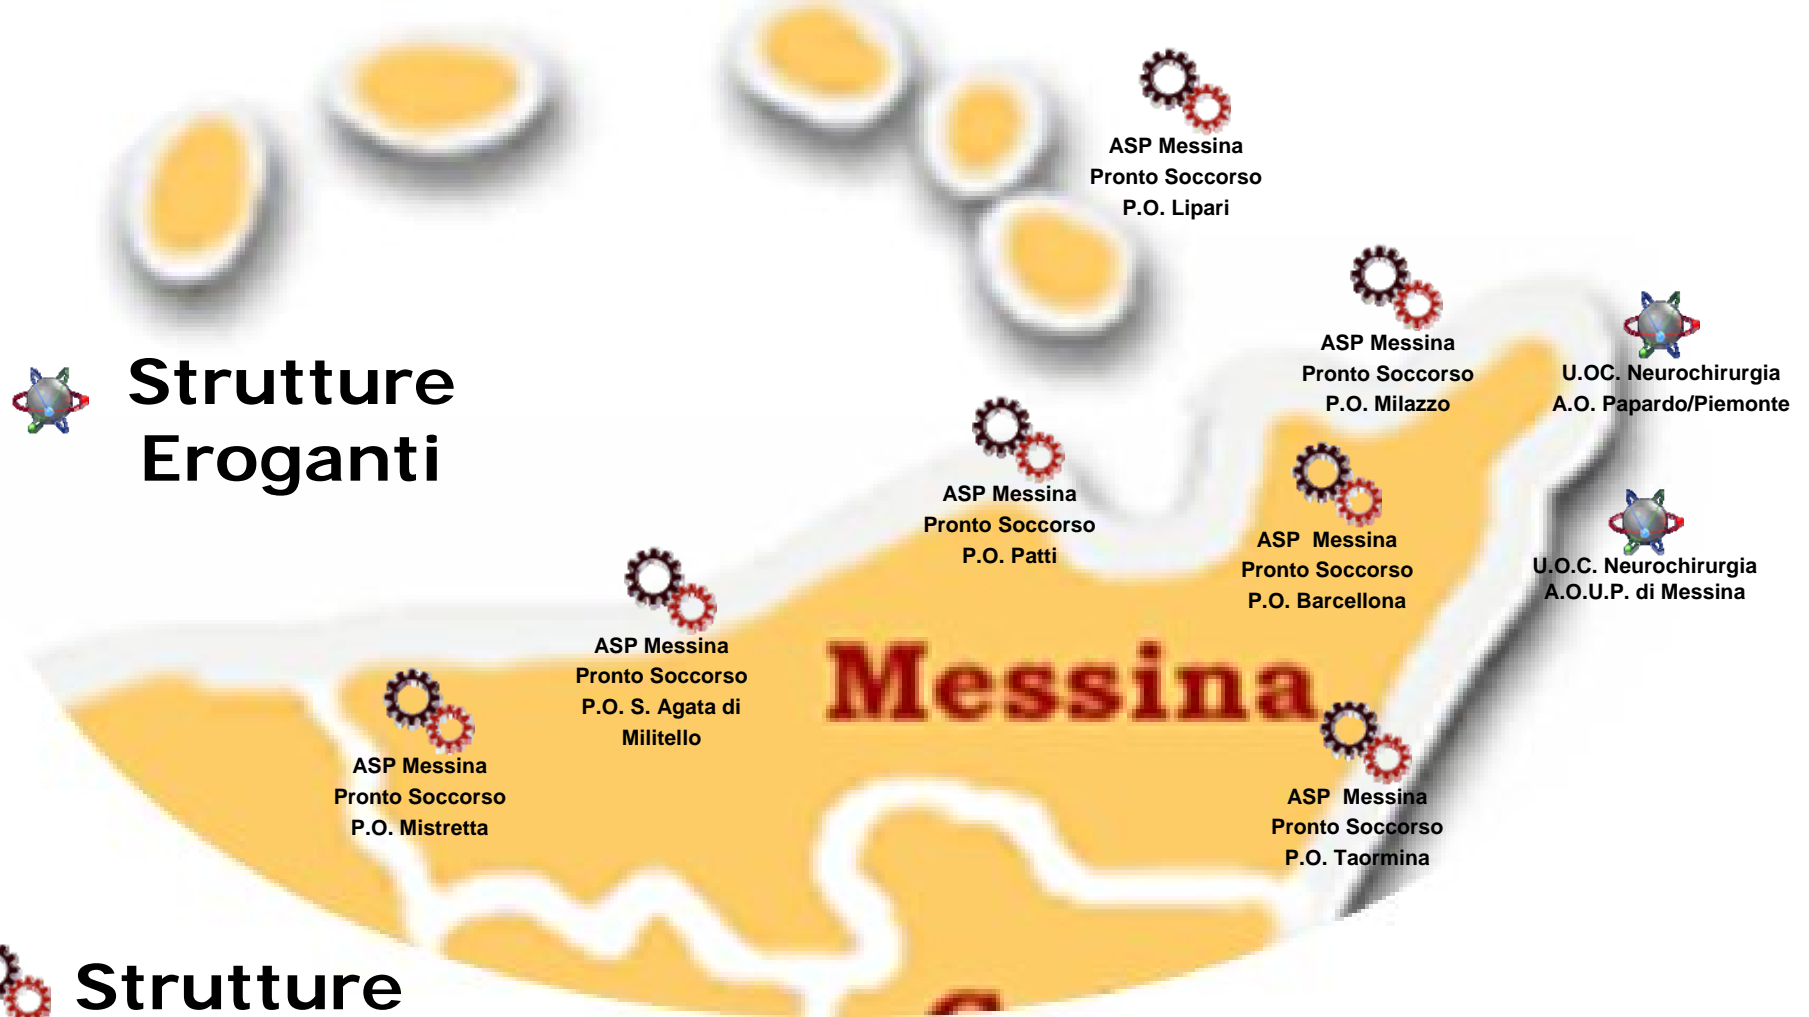 ASP Messina
Pronto Soccorso
P.O. Lipari
ASP Messina
Pronto Soccorso
P.O. Milazzo
U.OC. Neurochirurgia
A.O. Papardo/Piemonte
Strutture
Eroganti
ASP Messina
Pronto Soccorso
P.O. Patti
ASP  Messina
Pronto Soccorso
P.O. Barcellona
U.O.C. Neurochirurgia
A.O.U.P. di Messina
ASP Messina
Pronto Soccorso
P.O. S. Agata di
Militello
Messina
ASP Messina
Pronto Soccorso
P.O. Mistretta
ASP  Messina
Pronto Soccorso
P.O. Taormina
Strutture